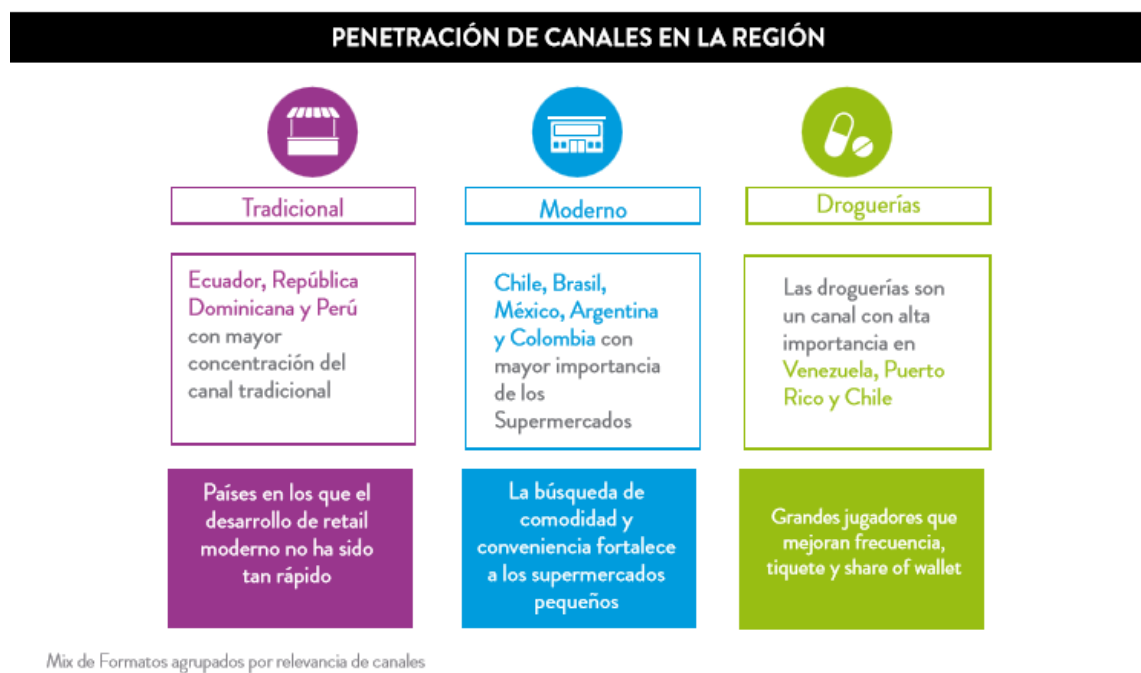 PENETRACIÓN DE CANALES EN LA REGIÓN
Tradicional
Ecuador, República
Dominicana y Perú
con mayor
concentración del
canal tradicional
Países en los que el
desarrollo de retail
moderno no ha sido
tan rápido
Moderno
Chile, Brasil,
México, Argentina
y Colombia con
mayor importancia
de los
Supermercados
La búsqueda de
comodidad y
conveniencia fortalece
a los supermercados
pequeños
Droguerías
Las droguerías son
un canal con alta
importancia en
Venezuela, Puerto
Rico y Chile
Grandes jugadores que
mejoran frecuencia,
tiquete y share of wallet
Mix de Formatos agrupados por relevancia de canales